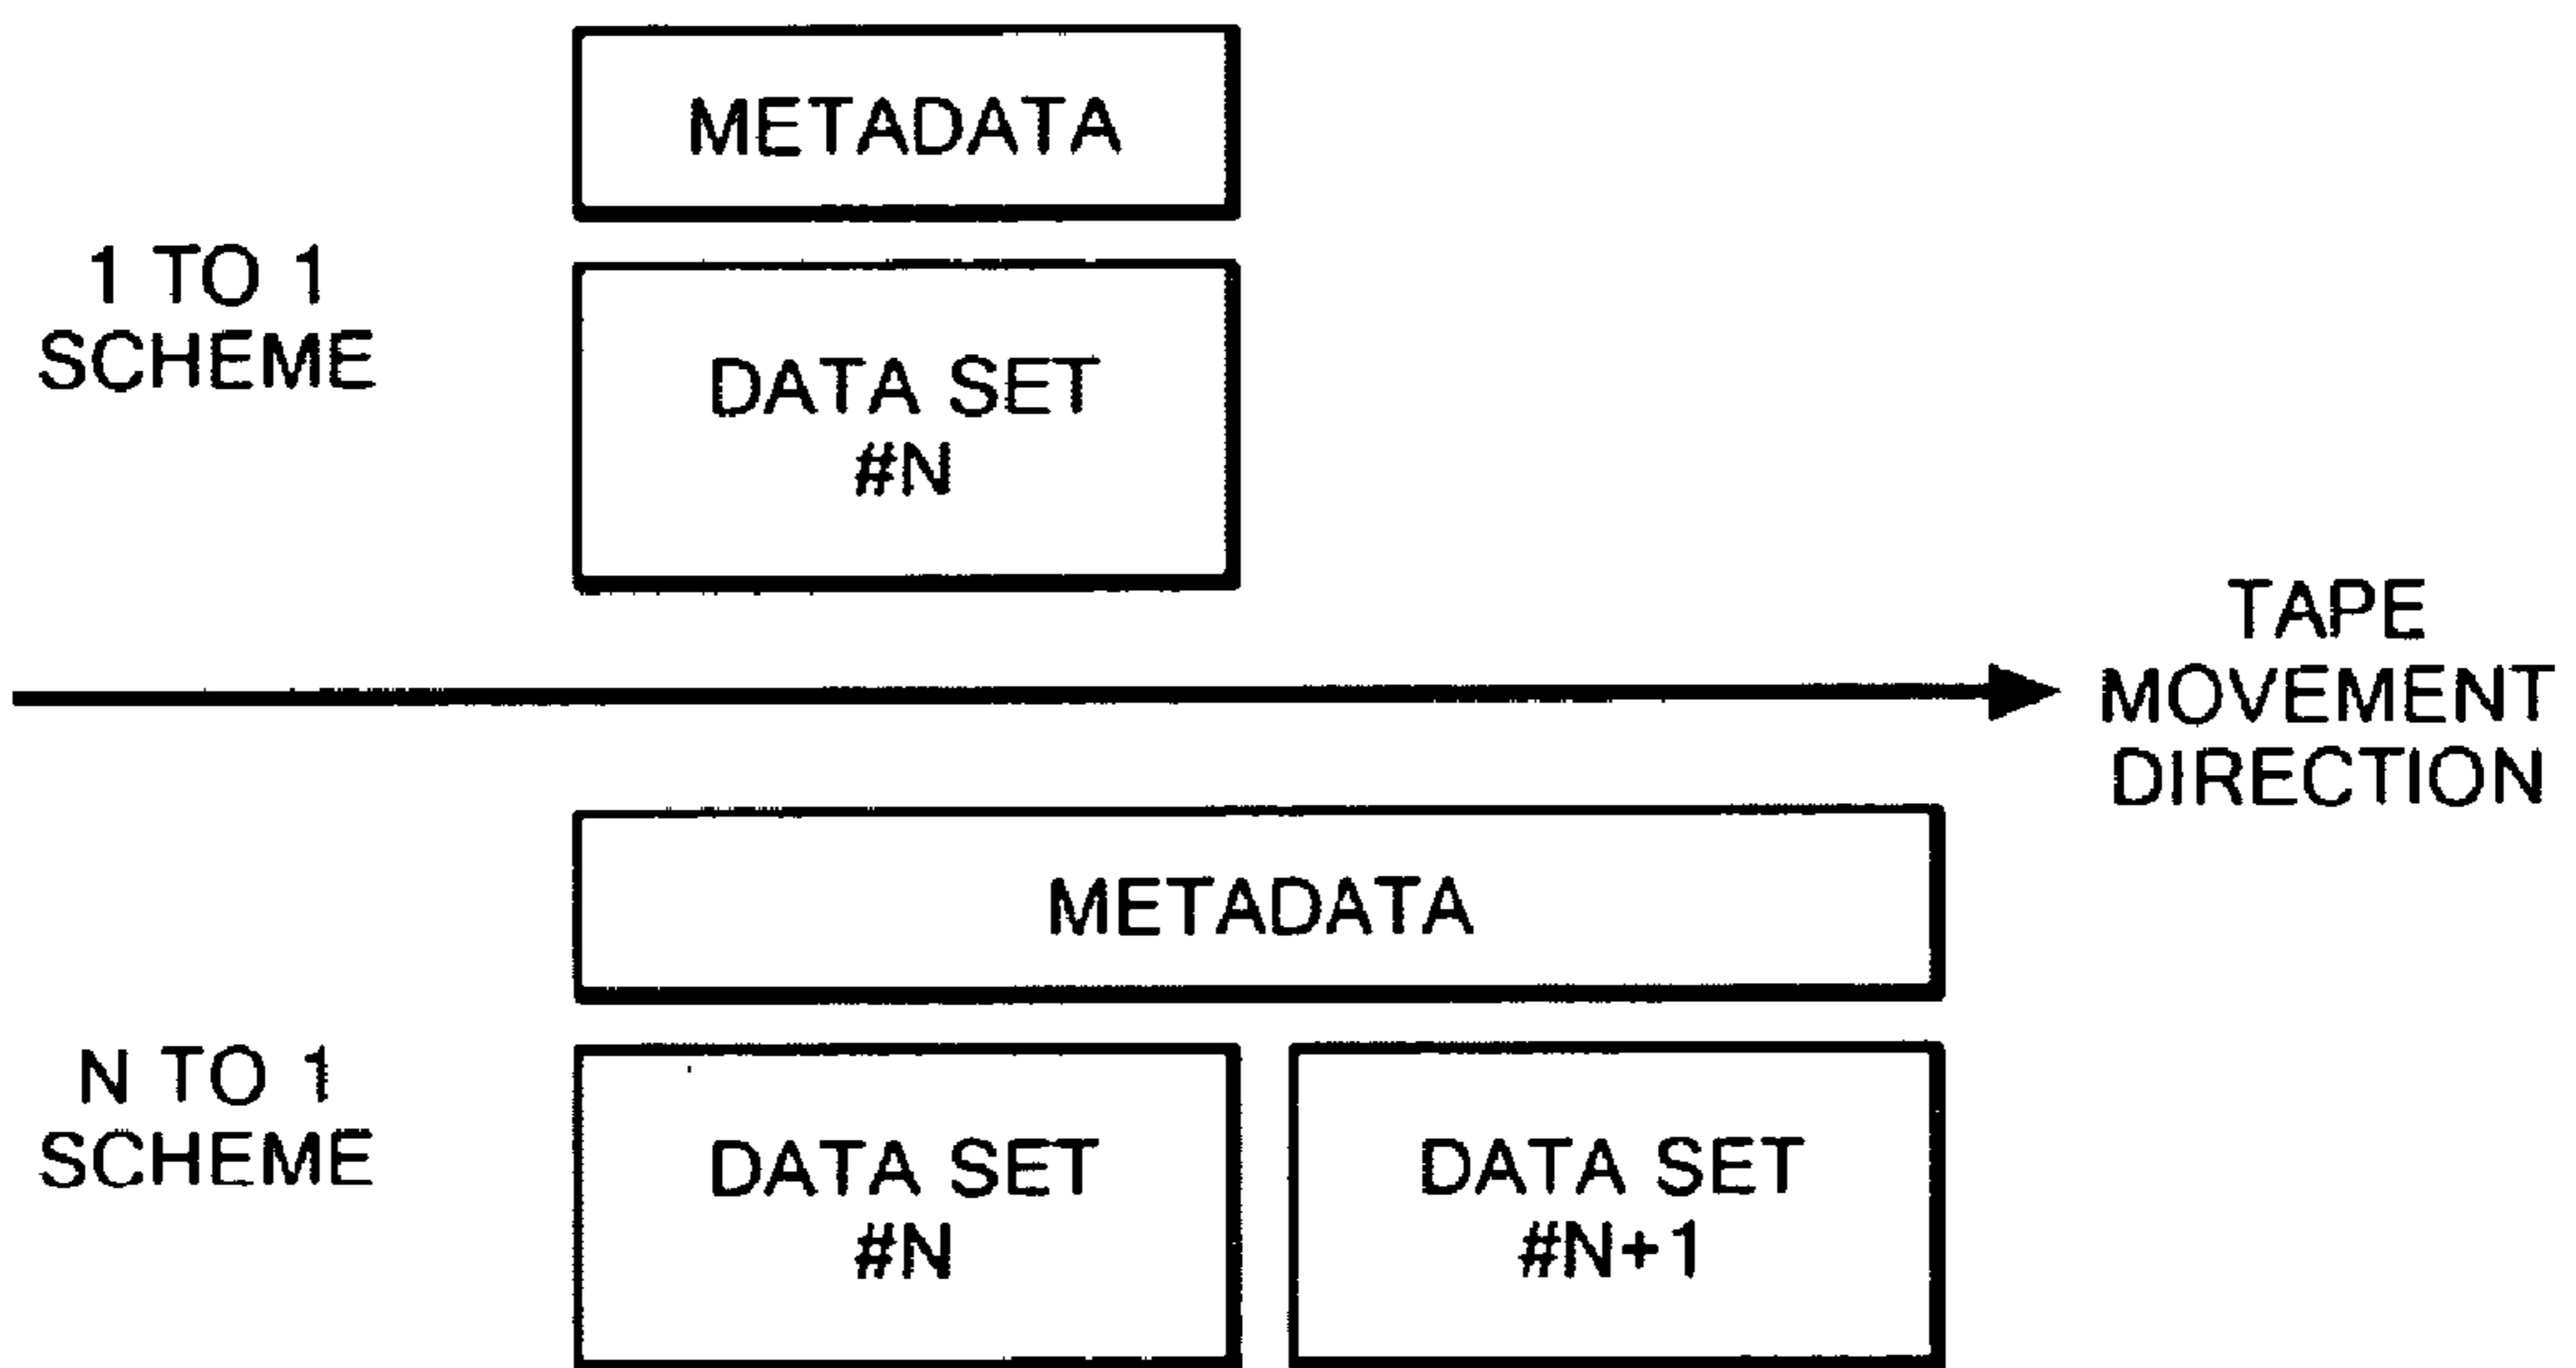 METADATA
1 TO 1
SCHEME
DATA SET
#N
TAPE
MOVEMENT
DIRECTION
METADATA
N TO 1
SCHEME
DATA SET
#N
DATA SET
#N+1